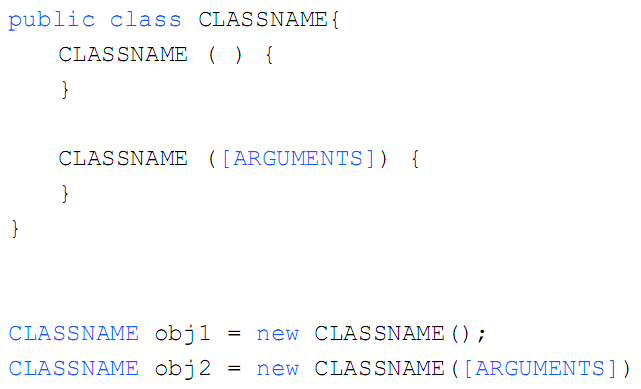 public class CLASSNAME{
CLASSNAME ( ) {
}
CLASSNAME ([ARGUMENTS]) {
}
}
CLASSNAME obj1 = new CLASSNAME();
CLASSNAME obj2 = new CLASSNAME([ARGUMENTS])